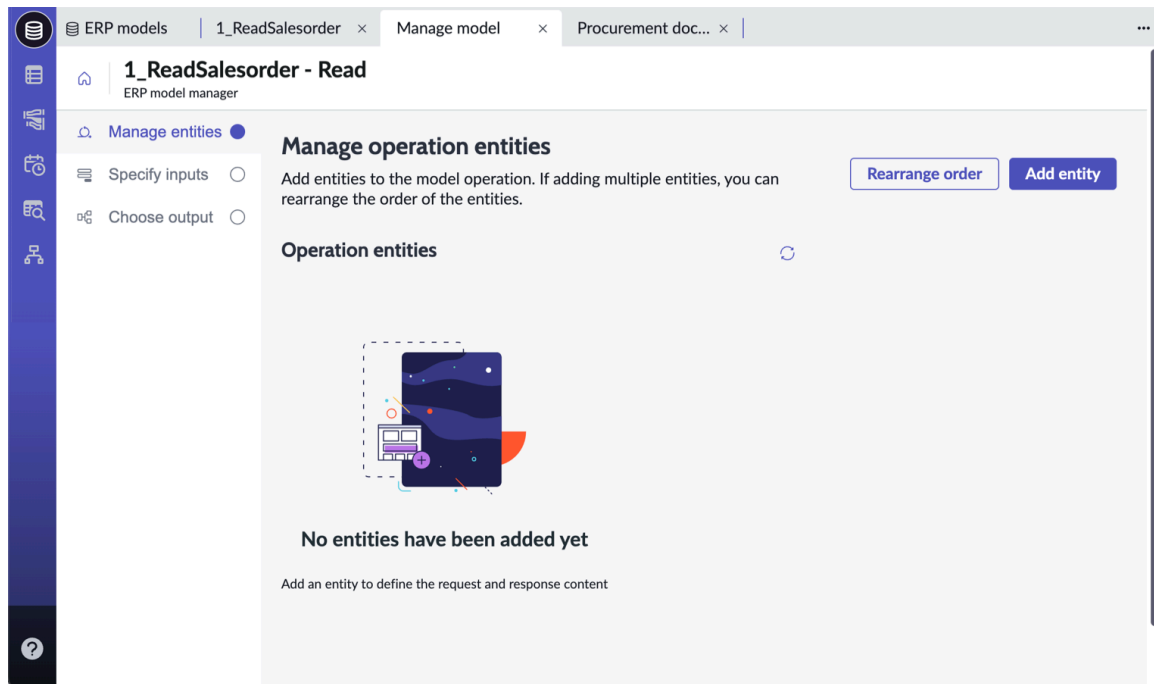 ERP models
1_ReadSalesorder
Manage model
Procurement doc...
1_ReadSalesorder - Read
ERP model manager
Manage entities
Specify inputs
Choose output
Manage operation entities
Add entities to the model operation. If adding multiple entities, you can
rearrange the order of the entities.
Rearrange order
Add entity
Operation entities
No entities have been added yet
Add an entity to define the request and response content